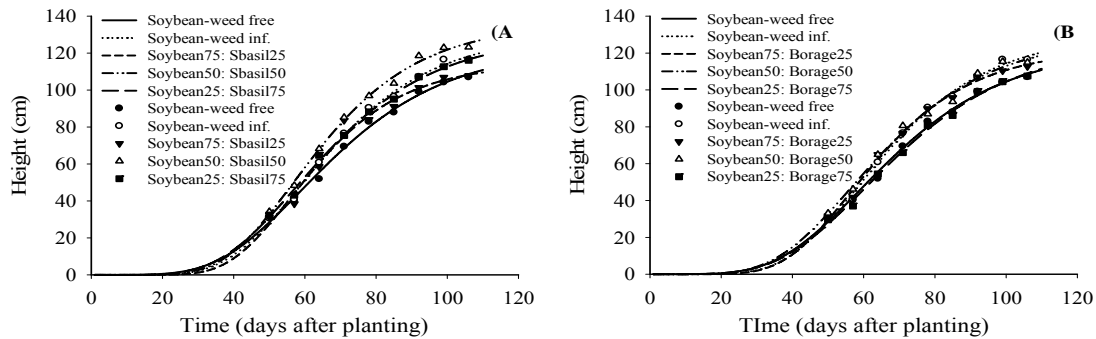 140
120
100
80
60
40
20
0
Height (cm)
Soybean-weed free
Soybean-weed inf.
Soybean75: Sbasil25
Soybean50: Sbasil50
Soybean25: Sbasil75
Soybean-weed free
Soybean-weed inf.
Soybean75: Sbasil25
Soybean50: Sbasil50
Soybean25: Sbasil75
(A
0 20 40 60 80 100 120
Time (days after planting)
140
120
100
80
60
40
20
0
Height (cm)
Soybean-weed free
Soybean-weed inf.
Soybean75: Borage25
Soybean50: Borage50
Soybean25: Borage75
Soybean-weed free
Soybean-weed inf.
Soybean75: Borage25
Soybean50: Borage50
Soybean25: Borage75
(B
0 20 40 60 80 100 120
TIme (days after planting)